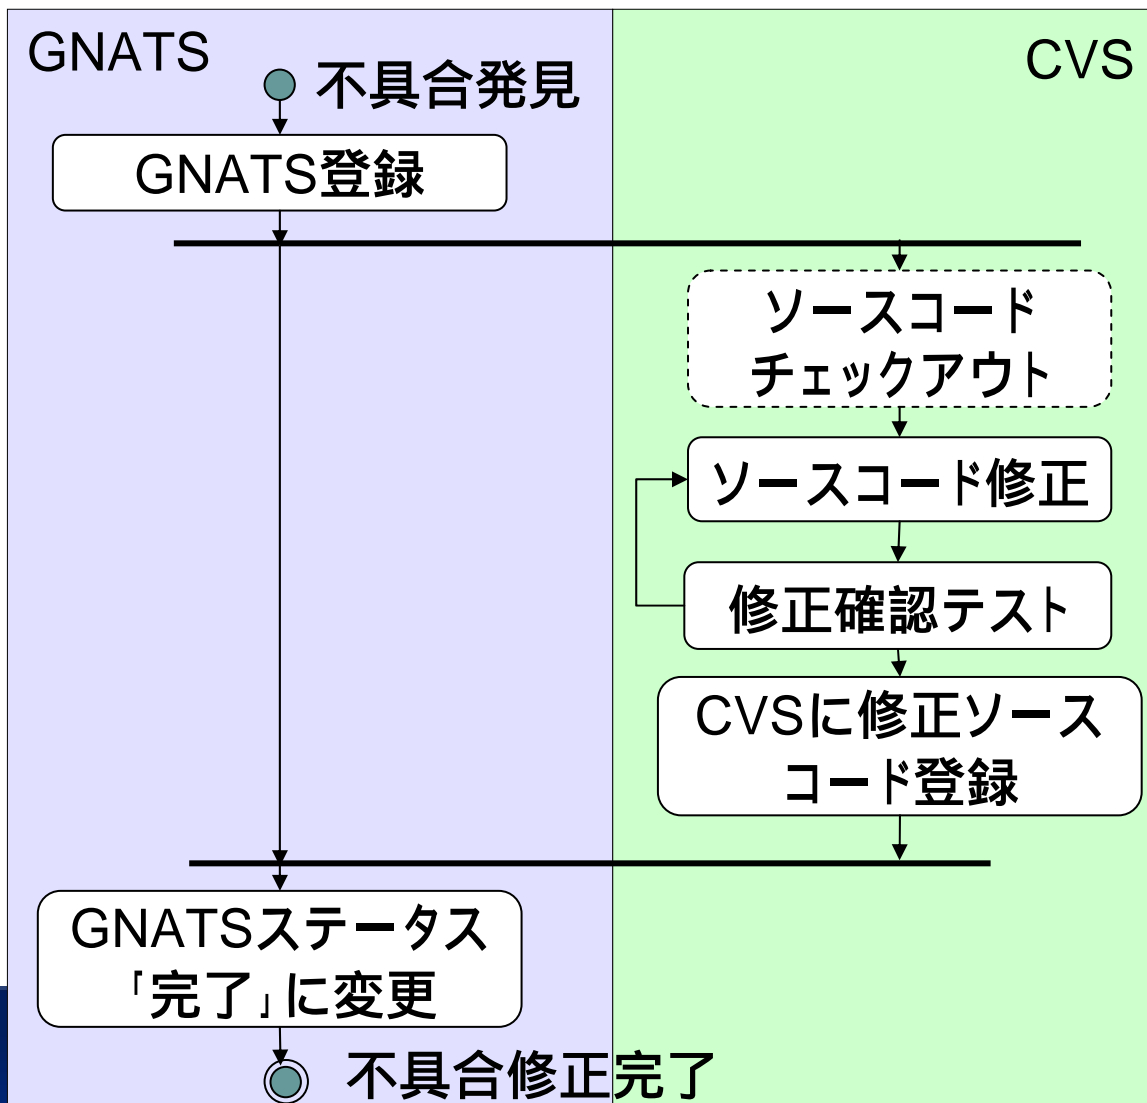 GNATS
CVS
不具合発見
GNATS登録
ソースコード
チェックアウト
ソースコード修正
修正確認テスト
CVSに修正ソース
コード登録
GNATSステータス
「完了」に変更
不具合修正完了